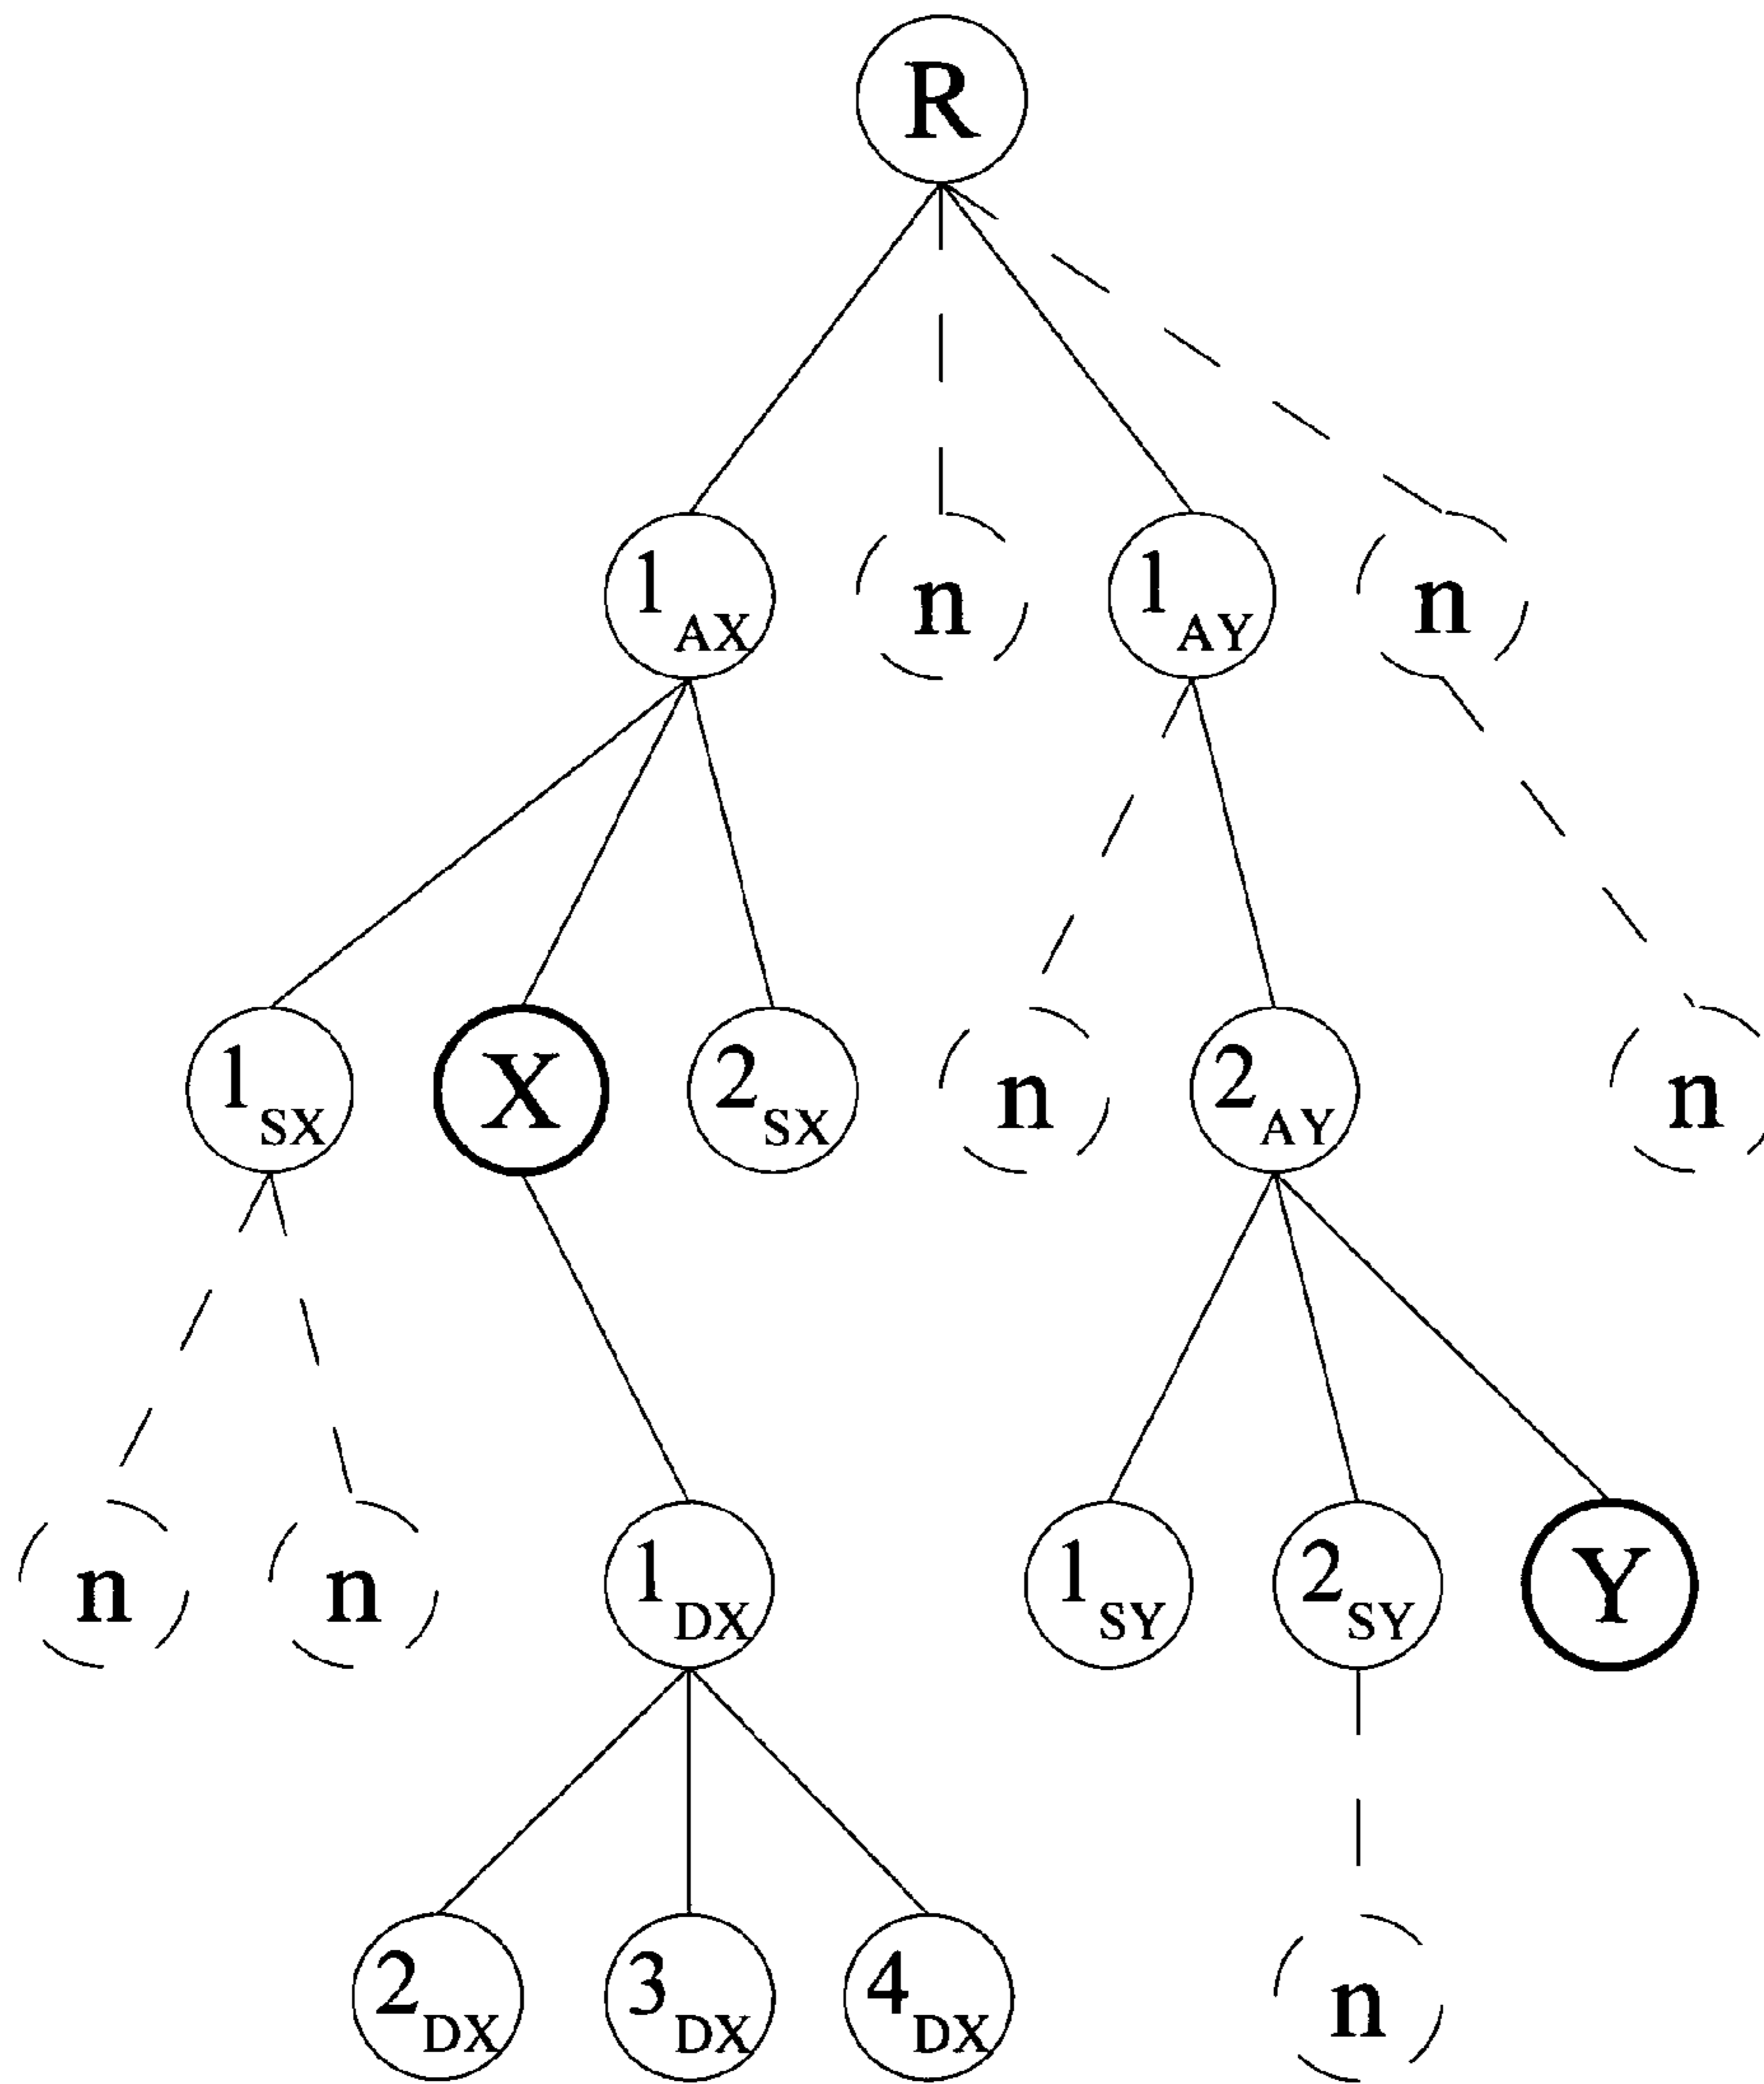 R
1AX n 1AY n
1SX X 2SX n 2AY n
n n 1DX 1SY 2SY Y
2DX 3DX 4DX n